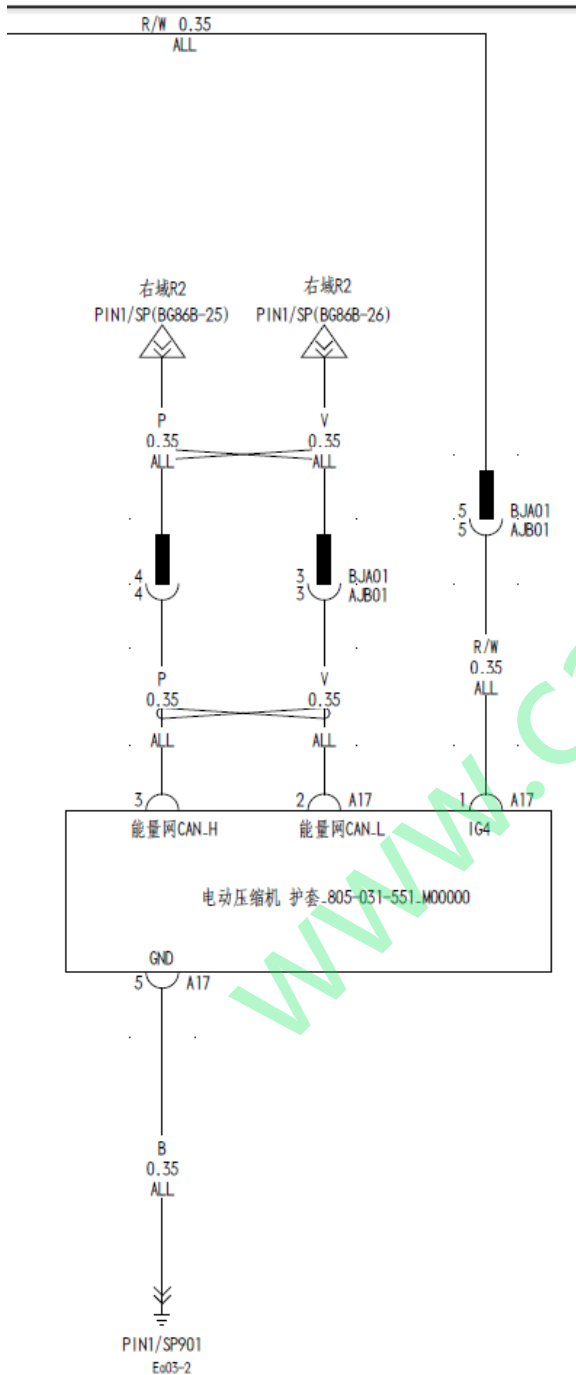 R/W 0.35
ALL
右域R2 右域R2
PIN1/SP(BG86B-25) PIN1/SP(BG86B-26)
P V
0.35 0.35
ALL ALL
5 BJA01
5 AJB01
4 3 BJA01
4 3 AJB01
R/W
0.35
ALL
P V
0.35 0.35
ALL ALL
3 2 A17 1 A17
能量网CAN_H 能量网CAN_L IG4
电动压缩机 护套_805-031-551_M00000
GND
5 A17
B
0.35
ALL
PIN1/SP901
Ea03-2
www.c